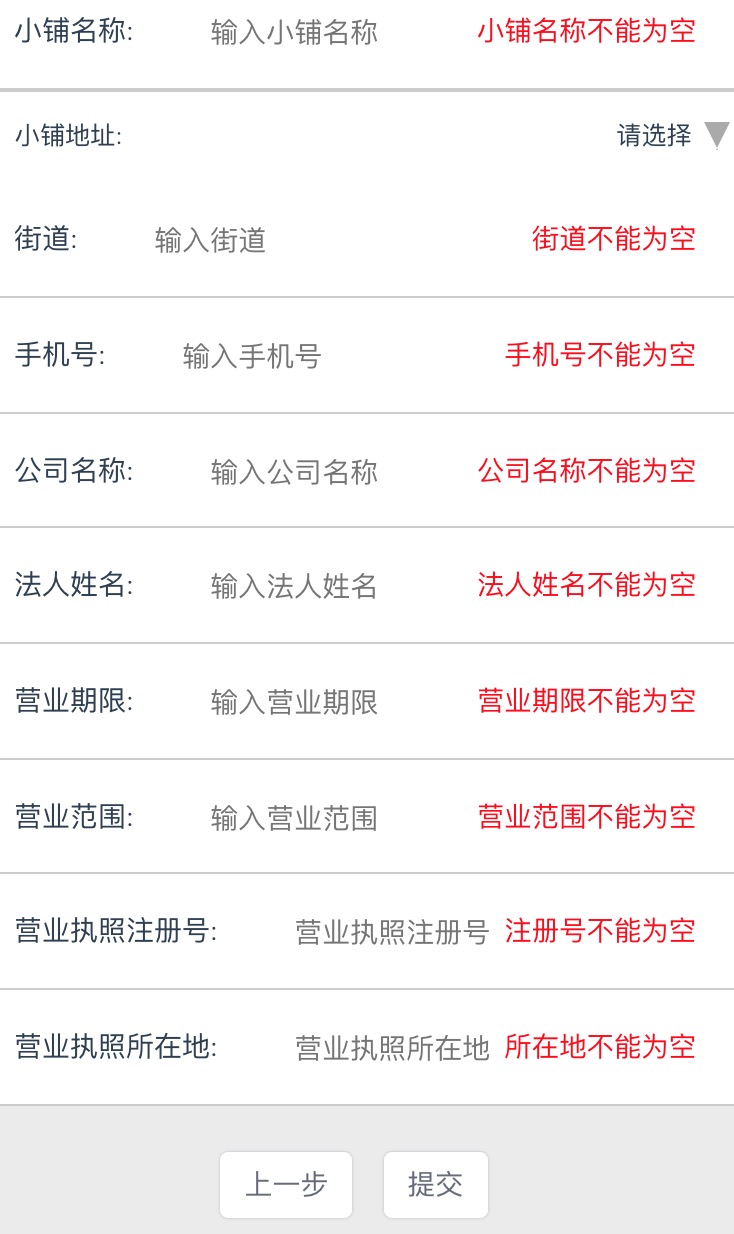 小铺名称: 输入小铺名称 小铺名称不能为空
小铺地址: 请选择
街道: 输入街道 街道不能为空
手机号: 输入手机号 手机号不能为空
公司名称: 输入公司名称 公司名称不能为空
法人姓名: 输入法人姓名 法人姓名不能为空
营业期限: 输入营业期限 营业期限不能为空
营业范围: 输入营业范围 营业范围不能为空
营业执照注册号: 营业执照注册号 注册号不能为空
营业执照所在地: 营业执照所在地 所在地不能为空
上一步 提交